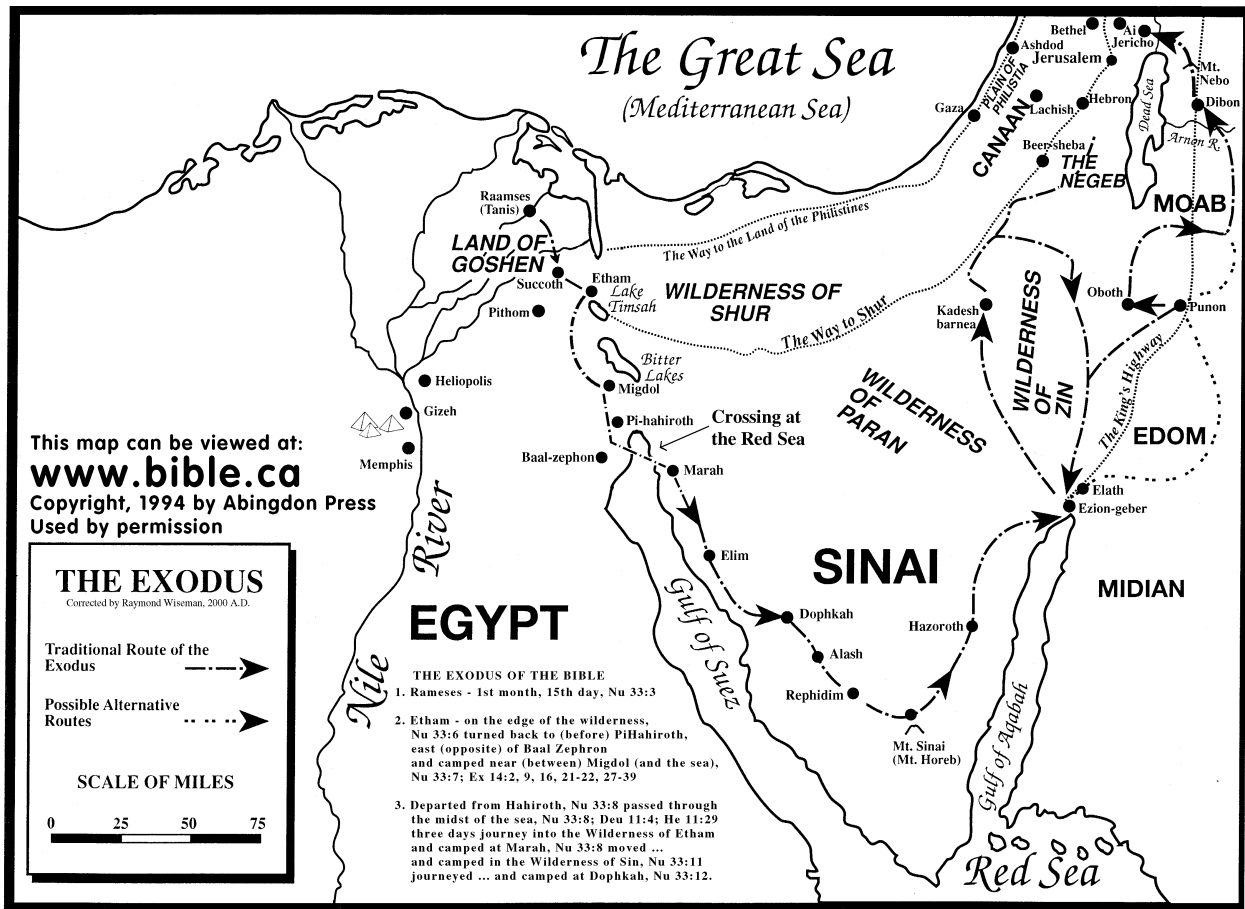 The Great Sea
(Mediterranean Sea)
Bethel
Ai
Jericho
Ashdod
Jerusalem
Mt.
Nebo
PLAIN OF
PHILISTIA
Gaza
Lachish
Hebron
Dead Sea
Dibon
CANAAN
Arnon R.
Beer-sheba
THE
NEGEB
MOAB
Raamses
(Tanis)
LAND OF
GOSHEN
The Way to the Land of the Philistines
Succoth
Etham
Lake
Timsah
WILDERNESS OF
SHUR
Pithom
The Way to Shur
Kadesh
barnea
WILDERNESS
OF
ZIN
Oboth
Punon
Bitter
Lakes
Heliopolis
Migdol
Gizeh
Pi-hahiroth
Crossing at
the Red Sea
WILDERNESS
OF
PARAN
The King's Highway
EDOM
This map can be viewed at:
www.bible.ca
Copyright, 1994 by Abingdon Press
Used by permission
Memphis
Baal-zephon
Marah
Elath
Ezion-geber
Nile River
Elim
SINAI
MIDIAN
EGYPT
Gulf of Suez
Dophkah
Hazoroth
Alash
Rephidim
Mt. Sinai
(Mt. Horeb)
Gulf of Aqabah
Red Sea
THE EXODUS
Corrected by Raymond Wiseman, 2000 A.D.
Traditional Route of the
Exodus
Possible Alternative
Routes
SCALE OF MILES
0 25 50 75
THE EXODUS OF THE BIBLE
1. Rameses - 1st month, 15th day, Nu 33:3
2. Etham - on the edge of the wilderness,
Nu 33:6 turned back to (before) PiHahiroth,
east (opposite) of Baal Zephron
and camped near (between) Migdol (and the sea),
Nu 33:7; Ex 14:2, 9, 16, 21-22, 27-39
3. Departed from Hahiroth, Nu 33:8 passed through
the midst of the sea, Nu 33:8; Deu 11:4; He 11:29
three days journey into the Wilderness of Etham
and camped at Marah, Nu 33:8 moved ...
and camped in the Wilderness of Sin, Nu 33:11
journeyed ... and camped at Dophkah, Nu 33:12.